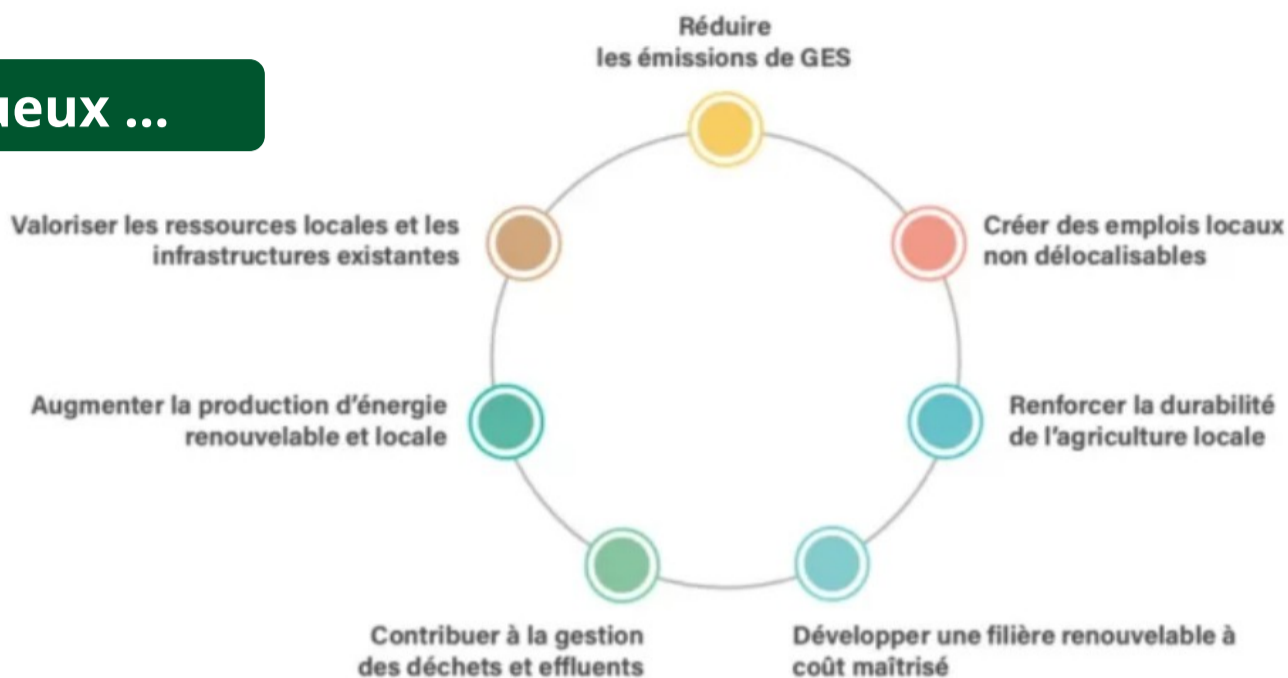 Réduire
les émissions de GES
ueux ...
Valoriser les ressources locales et les
infrastructures existantes
Créer des emplois locaux
non délocalisables
Augmenter la production d'énergie
renouvelable et locale
Renforcer la durabilité
de l'agriculture locale
Contribuer à la gestion
des déchets et effluents
Développer une filière renouvelable à
coût maîtrisé